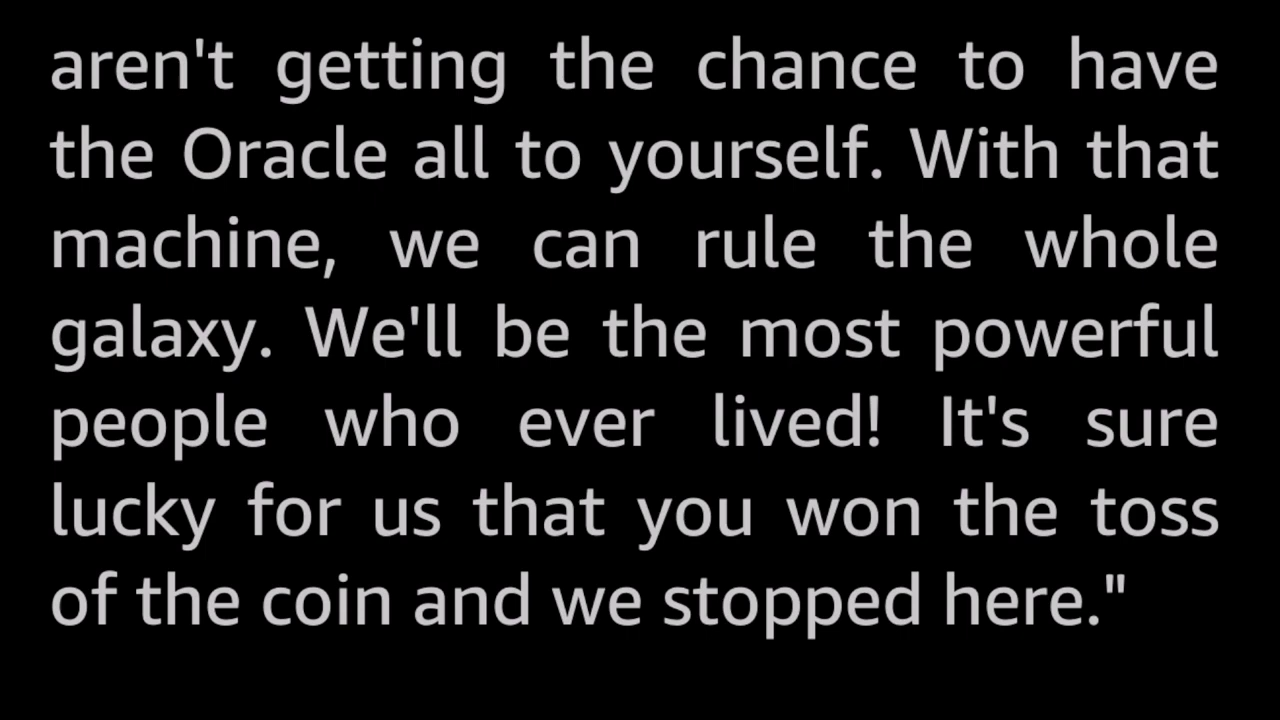 aren't getting the chance to have
the Oracle all to yourself. With that
machine, we can rule the whole
galaxy. We'll be the most powerful
people who ever lived! It's sure
lucky for us that you won the toss
of the coin and we stopped here."